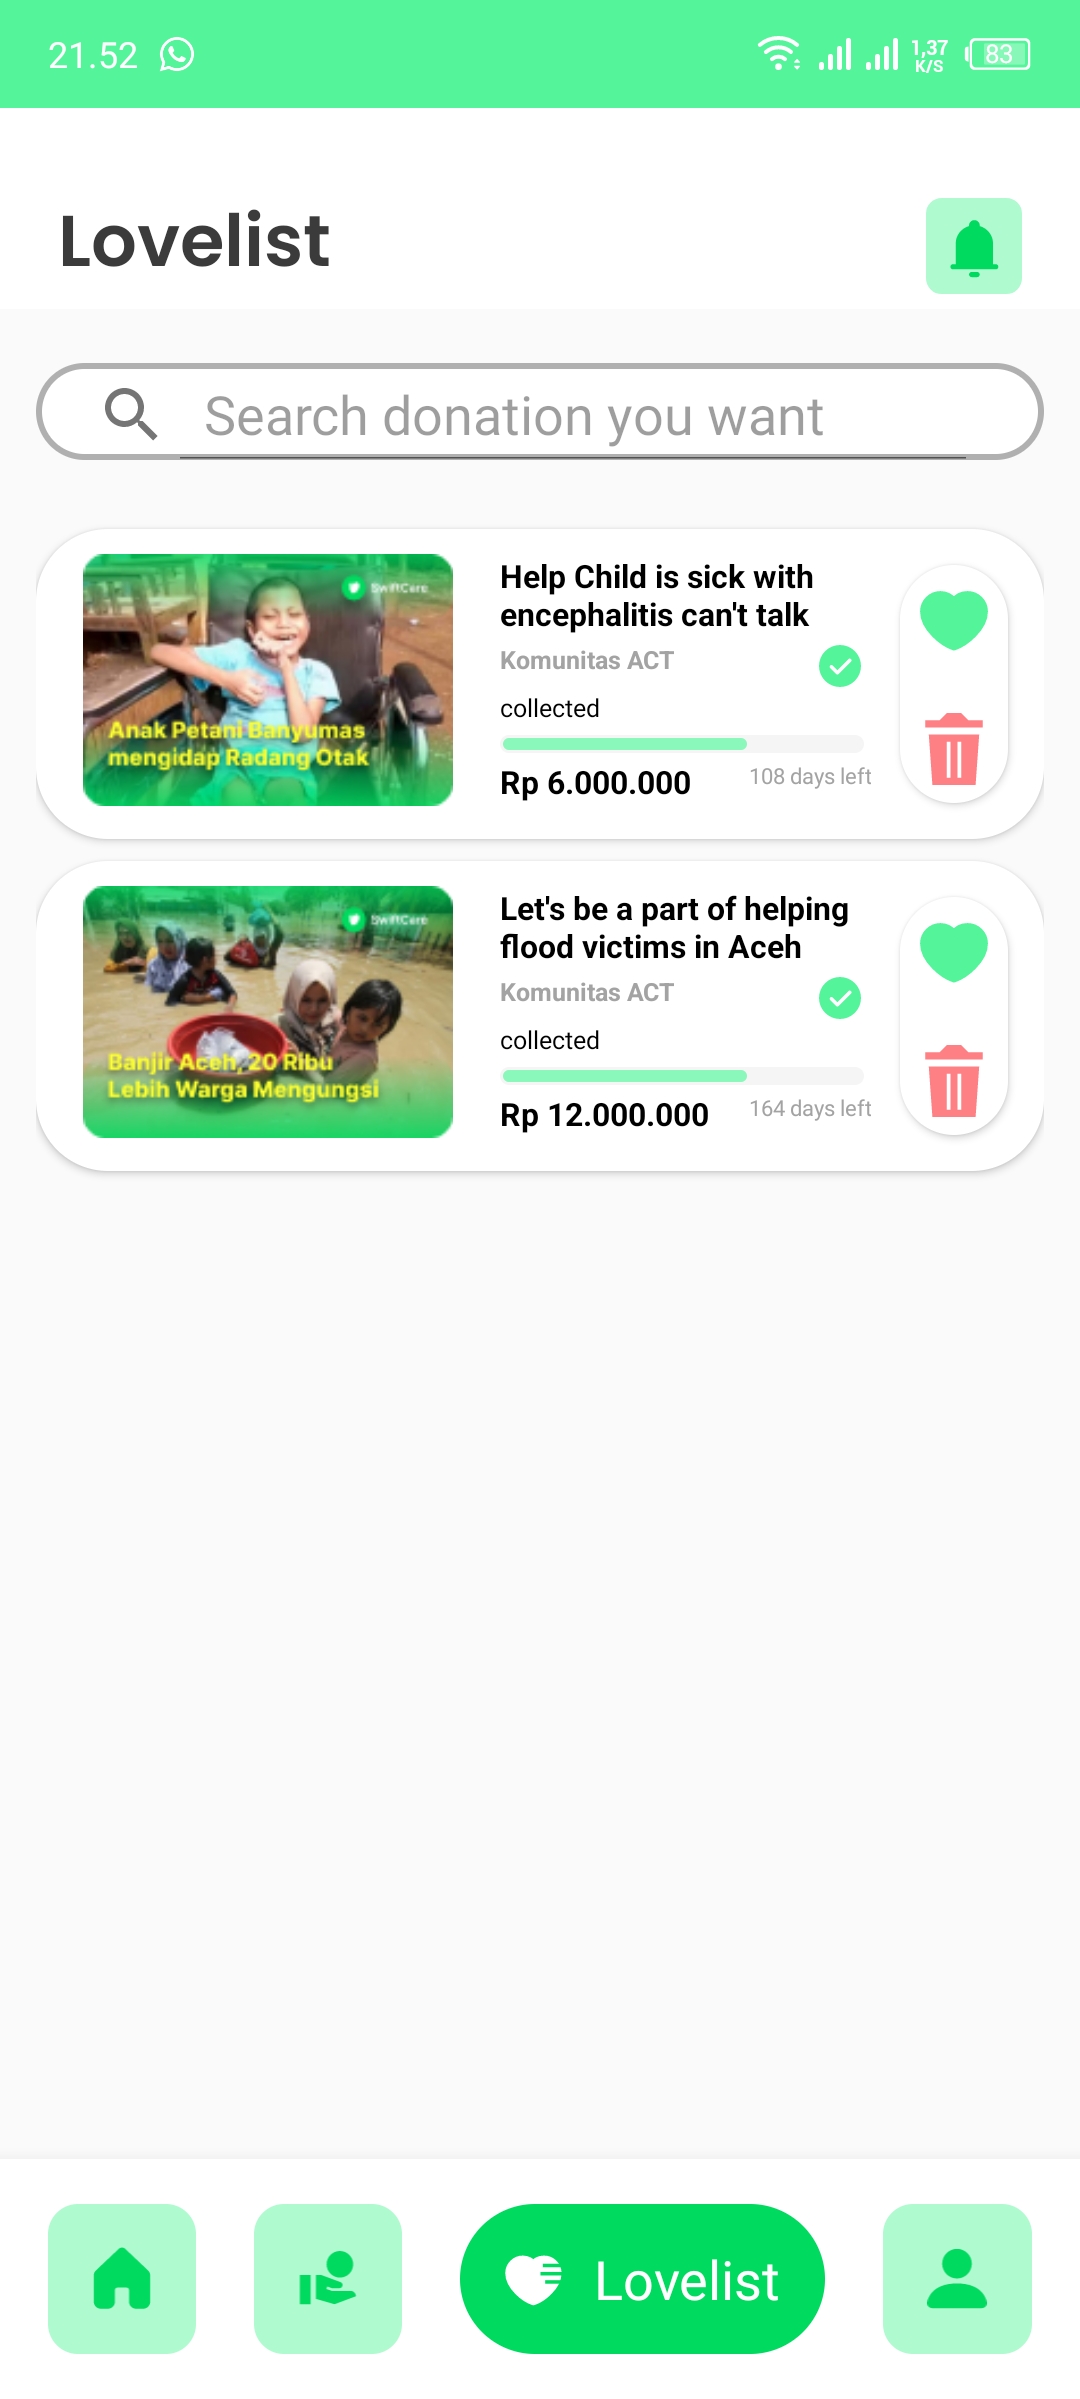 21.52
1,37
K/S
83
Lovelist
Search donation you want
SwiftCare
Anak Petani Banyumas
mengidap Radang Otak
Help Child is sick with
encephalitis can't talk
Komunitas ACT
collected
Rp 6.000.000
108 days left
SwiftCare
Banjir Aceh, 20 Ribu
Lebih Warga Mengungsi
Let's be a part of helping
flood victims in Aceh
Komunitas ACT
collected
Rp 12.000.000
164 days left
Lovelist